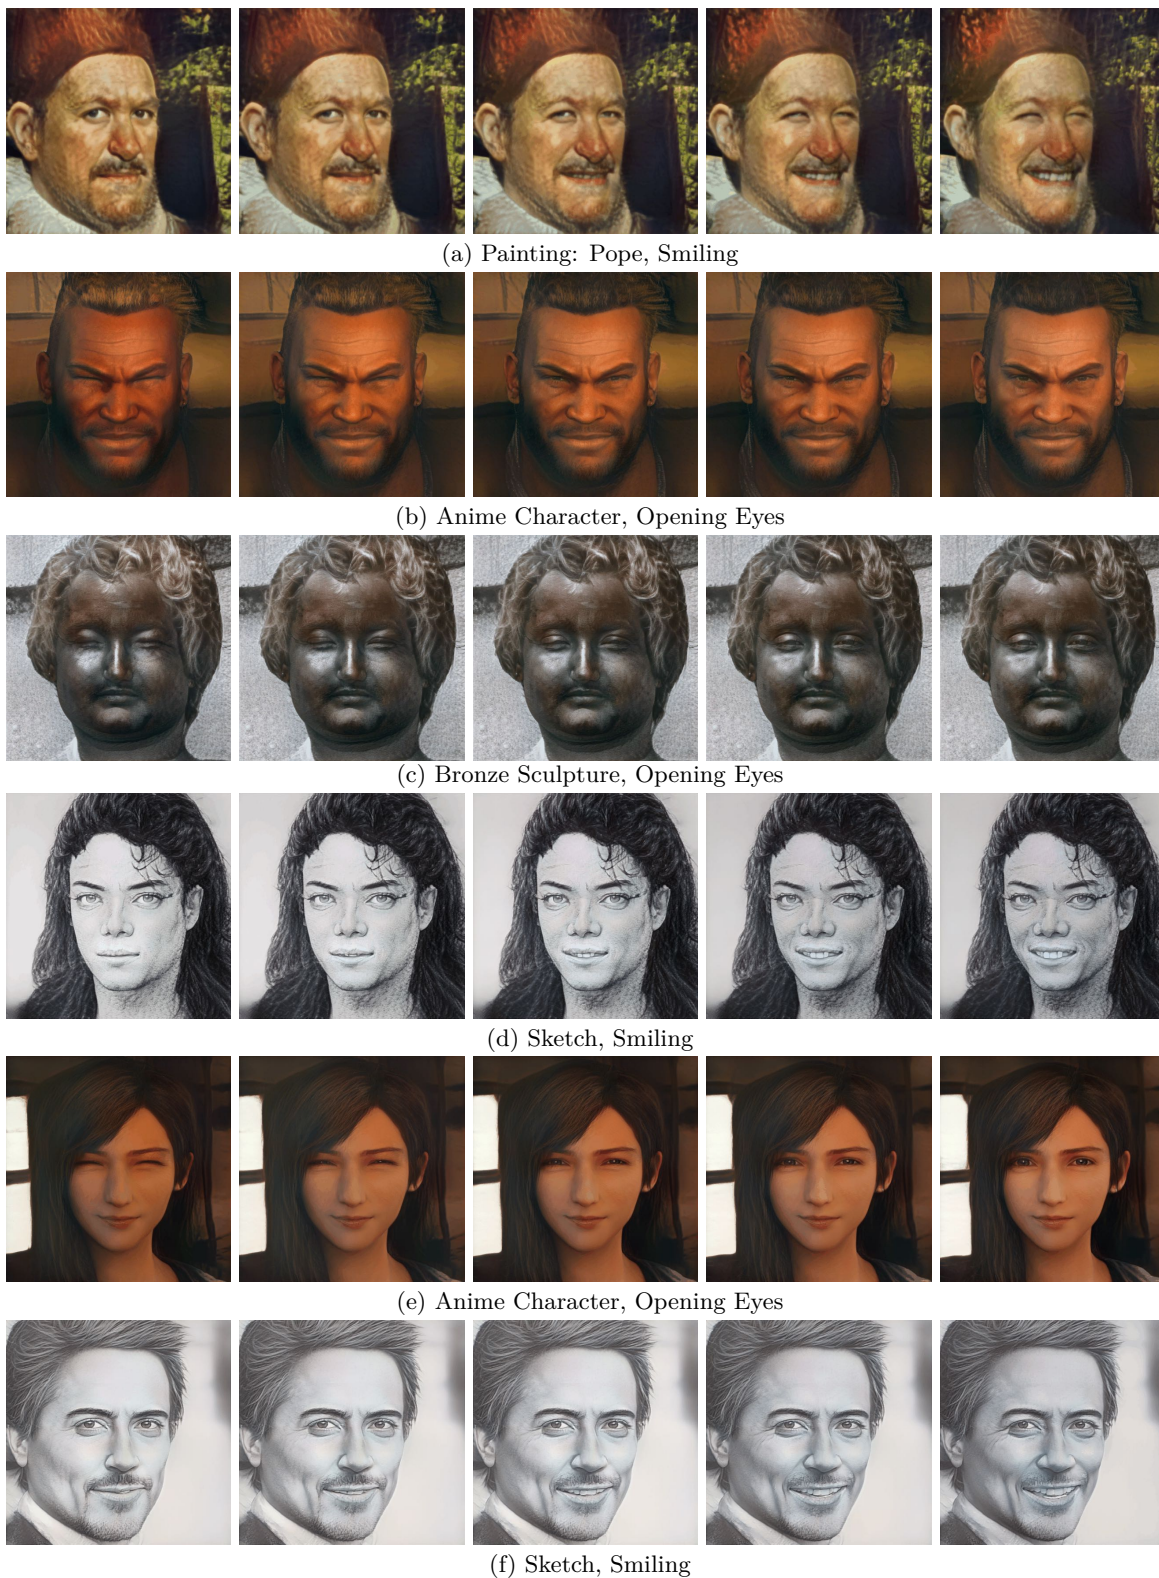 (a) Painting: Pope, Smiling
(b) Anime Character, Opening Eyes
(c) Bronze Sculpture, Opening Eyes
(d) Sketch, Smiling
(e) Anime Character, Opening Eyes
(f) Sketch, Smiling